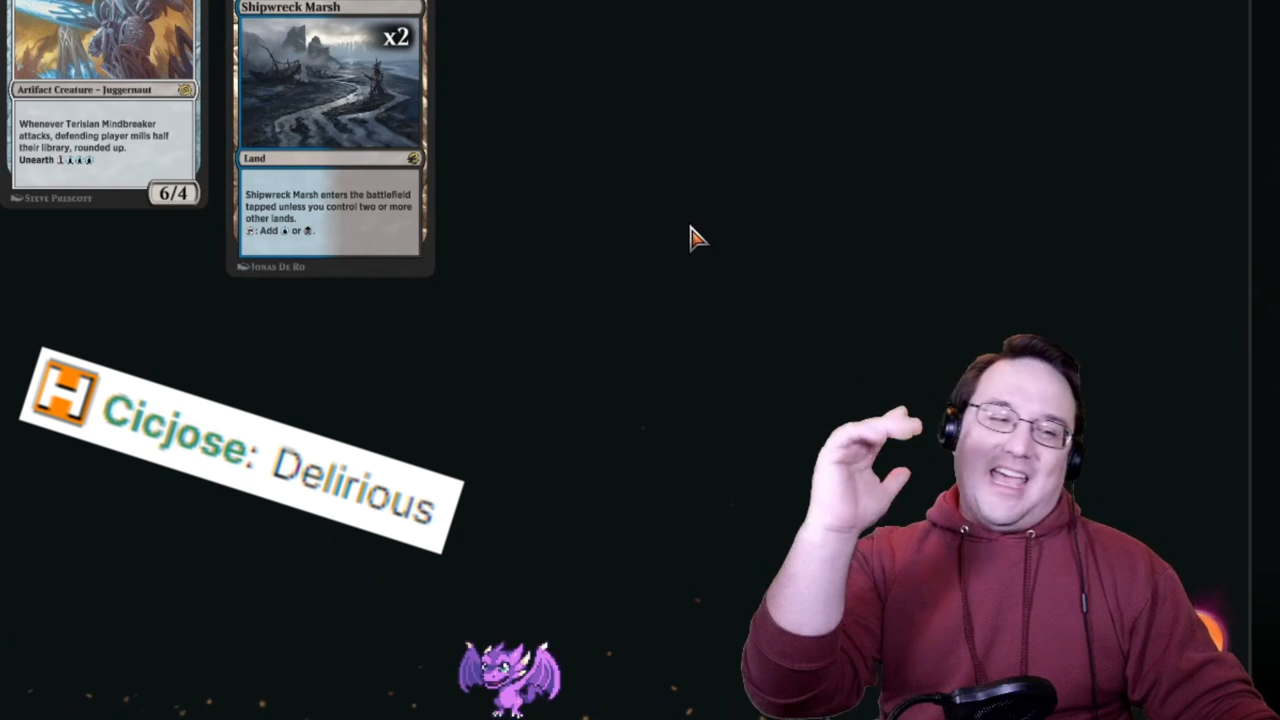 Shipwreck Marsh
x2
Artifact Creature – Juggernaut
Whenever Terisian Mindbreaker
attacks, defending player mills half
their library, rounded up.
Unearth 1
6/4
STEVE PRESCOTT
Land
Shipwreck Marsh enters the battlefield
tapped unless you control two or more
other lands.
: Add or .
JONAS DE RO
H Cicjose: Delirious